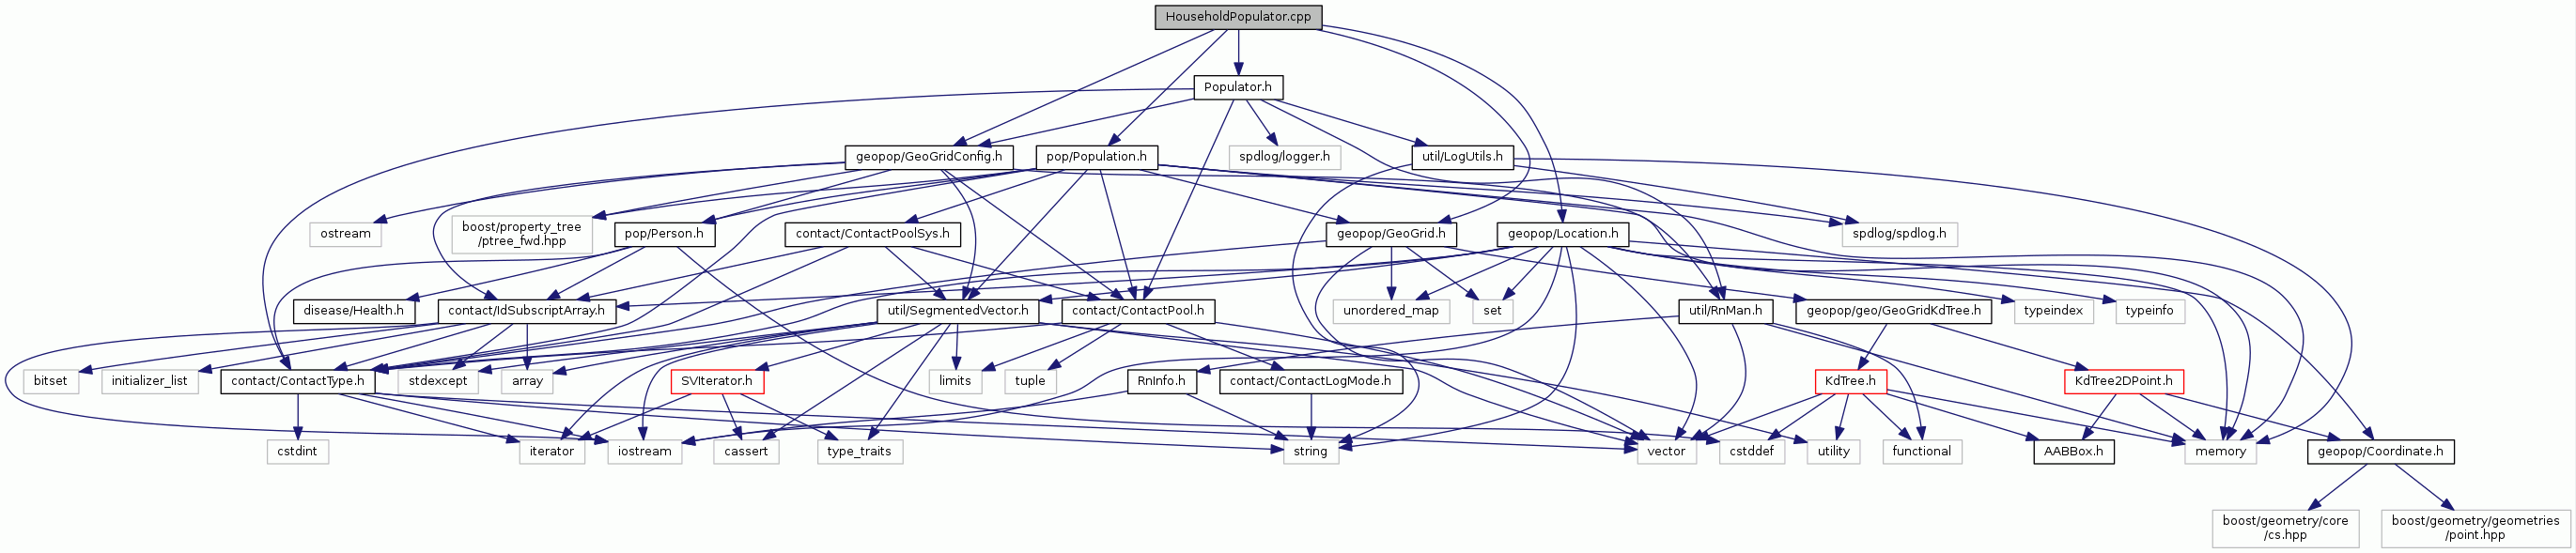 HouseholdPopulator.cpp
Populator.h
geopop/GeoGridConfig.h
pop/Population.h
spdlog/logger.h
util/LogUtils.h
ostream
boost/property_tree
/ptree_fwd.hpp
pop/Person.h
contact/ContactPoolSys.h
geopop/GeoGrid.h
geopop/Location.h
spdlog/spdlog.h
disease/Health.h
contact/IdSubscriptArray.h
util/SegmentedVector.h
contact/ContactPool.h
unordered_map
set
util/RnMan.h
geopop/geo/GeoGridKdTree.h
typeindex
typeinfo
bitset
initializer_list
contact/ContactType.h
stdexcept
array
SVIterator.h
limits
tuple
RnInfo.h
contact/ContactLogMode.h
KdTree.h
KdTree2DPoint.h
cstdint
iterator
iostream
cassert
type_traits
string
vector
cstddef
utility
functional
AABBox.h
memory
geopop/Coordinate.h
boost/geometry/core
/cs.hpp
boost/geometry/geometries
/point.hpp